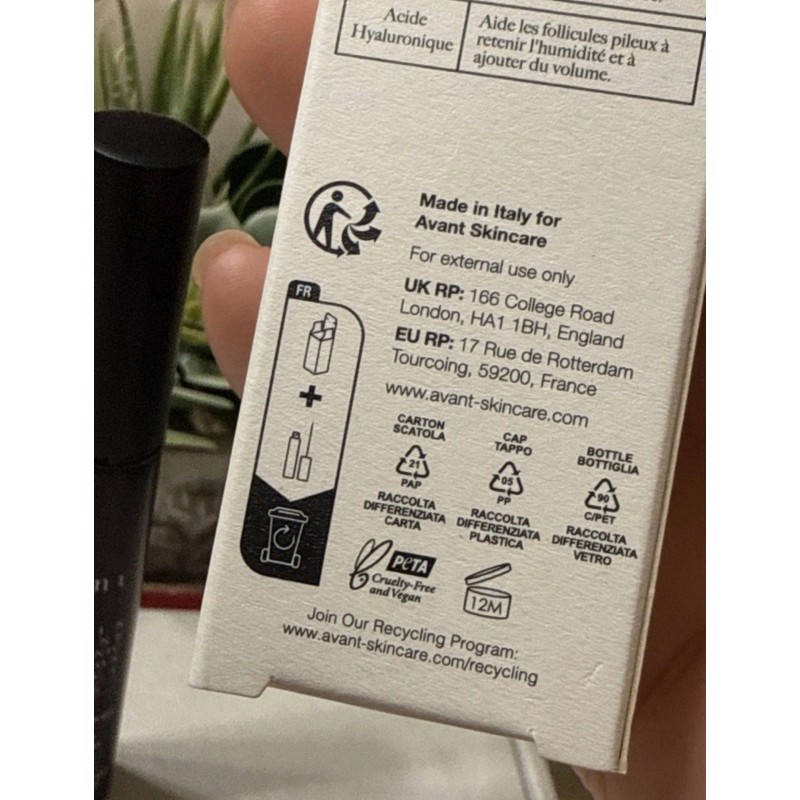 Acide
Hyaluronique
Aide les follicules pileux à
retenir l'humidité et à
ajouter du volume.
Made in Italy for
Avant Skincare
For external use only
UK RP: 166 College Road
London, HA1 1BH, England
EU RP: 17 Rue de Rotterdam
Tourcoing, 59200, France
www.avant-skincare.com
FR
+
CARTON
SCATOLA
21
PAP
RACCOLTA
DIFFERENZIATA
CARTA
CAP
TAPPO
05
PP
RACCOLTA
DIFFERENZIATA
PLASTICA
BOTTLE
BOTTIGLIA
90
C/PET
RACCOLTA
DIFFERENZIATA
VETRO
PeTA
Cruelty-Free
and Vegan
12M
Join Our Recycling Program:
www.avant-skincare.com/recycling